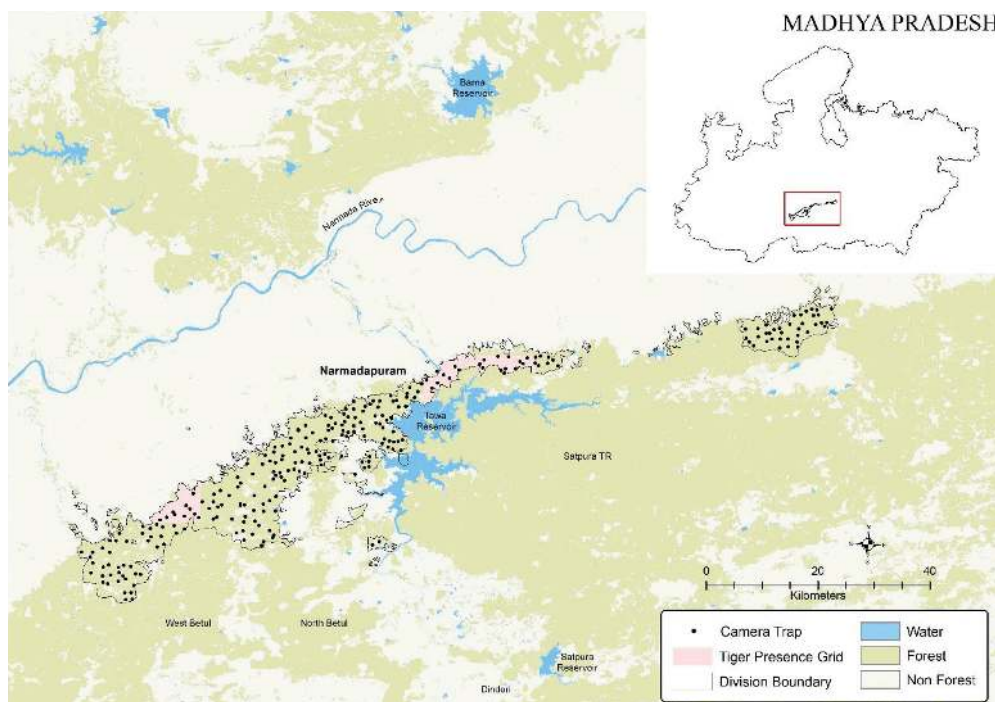 MADHYA PRADESH
Barna
Reservoir
Narmada River
Narmadapuram
Tawa
Reservoir
Satpura TR
N
0 20 40
Kilometers
West Betul
North Betul
Satpura
Reservoir
Dindori
Camera Trap
Tiger Presence Grid
Division Boundary
Water
Forest
Non Forest